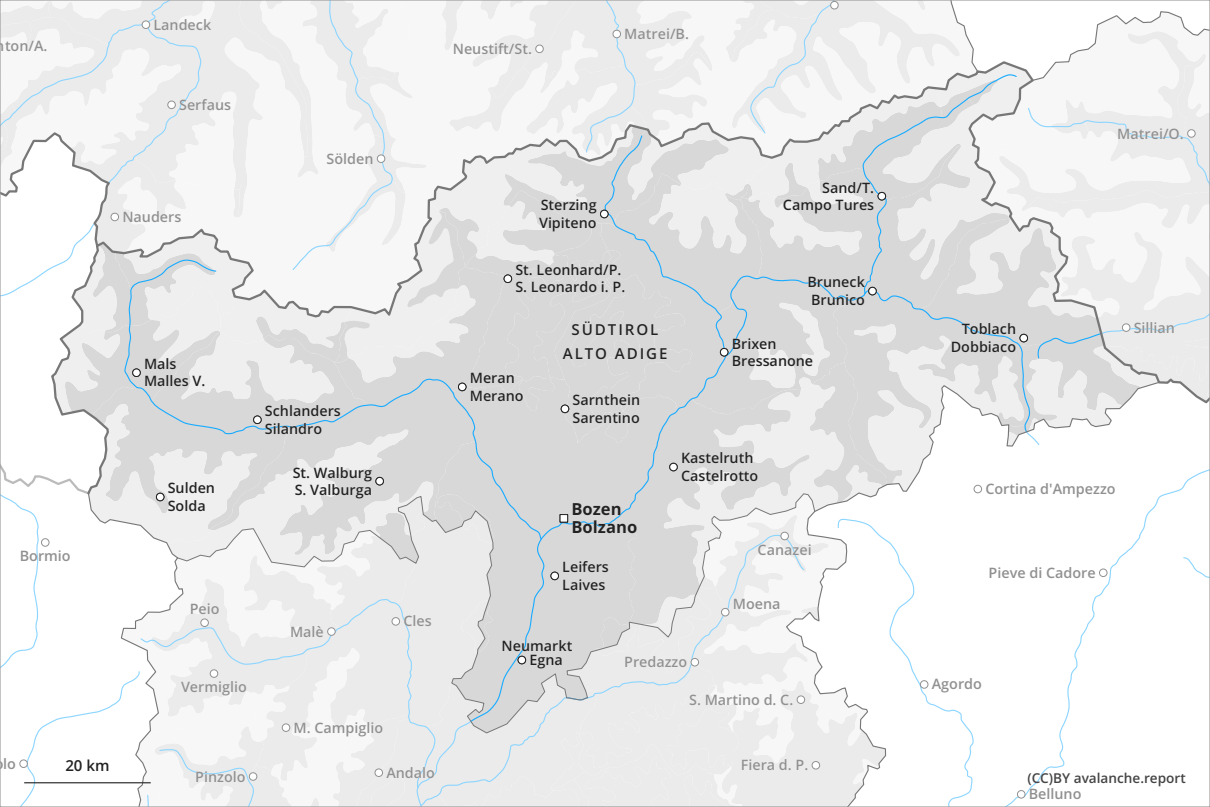 Landeck
nton/A.
Neustift/St.
Matrei/B.
Serfaus
Matrei/O.
Sölden
Sand/T.
Campo Tures
Nauders
Sterzing
Vipiteno
St. Leonhard/P.
S. Leonardo i. P.
Bruneck
Brunico
SÜDTIROL
ALTO ADIGE
Toblach
Dobbiaco
Sillian
Brixen
Bressanone
Mals
Malles V.
Meran
Merano
Sarnthein
Sarentino
Schlanders
Silandro
Kastelruth
Castelrotto
St. Walburg
S. Valburga
Sulden
Solda
Cortina d'Ampezzo
Bozen
Bolzano
Bormio
Canazei
Leifers
Laives
Pieve di Cadore
Peio
Moena
Malè
Cles
Neumarkt
Egna
Predazzo
Vermiglio
Agordo
S. Martino d. C.
M. Campiglio
olo
20 km
Pinzolo
Andalo
Fiera d. P.
(CC)BY avalanche.report
Belluno